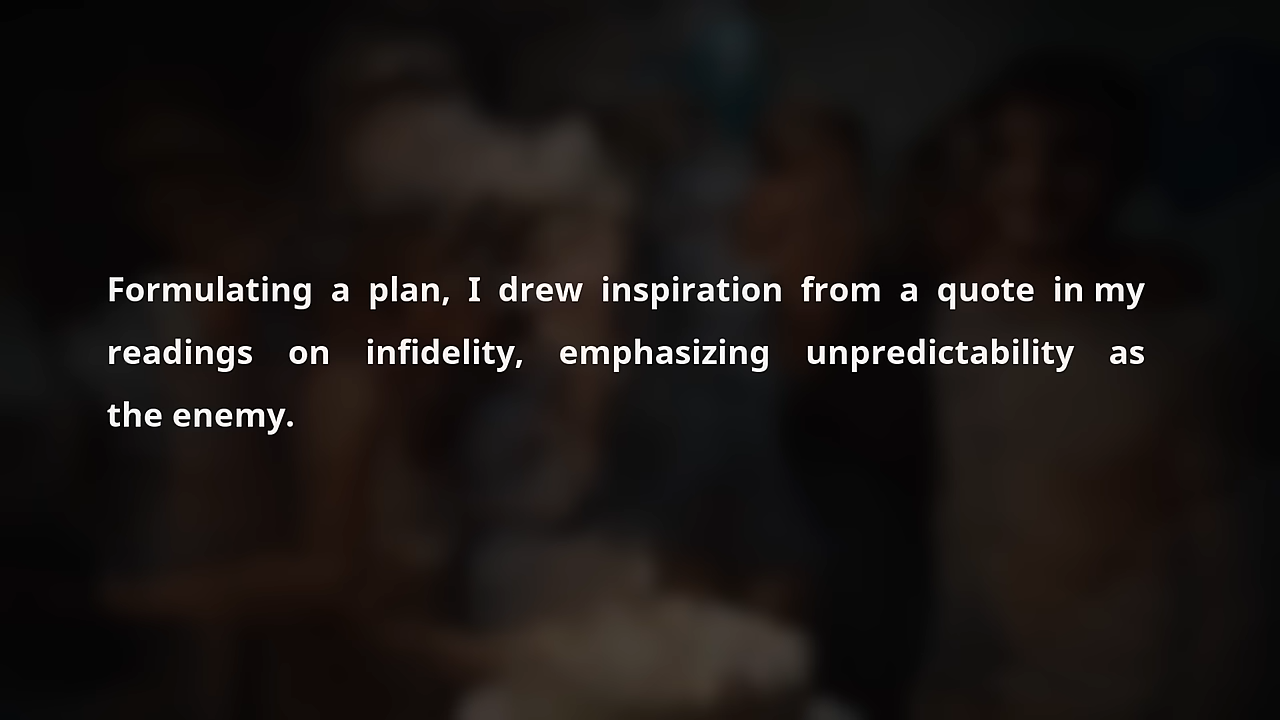 Formulating a plan, I drew inspiration from a quote in my
readings on infidelity, emphasizing unpredictability as
the enemy.